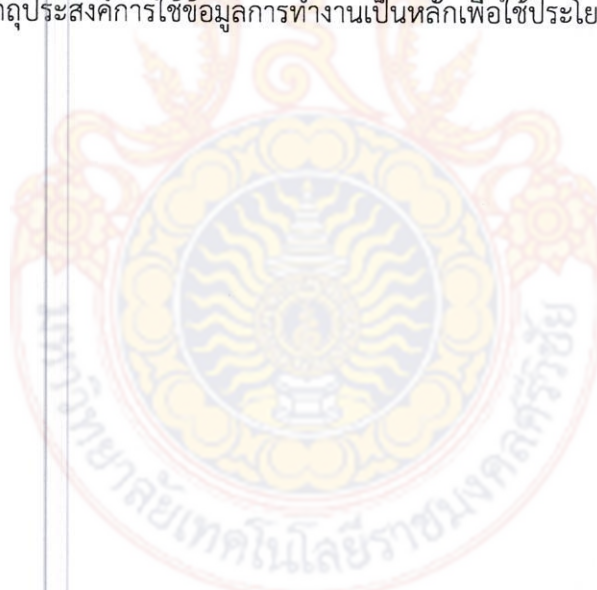 ถุประสงค์การใช้ข้อมูลการทำงานเป็นหลักเพื่อใช้ประโย
มหาวิทยาลัยเทคโนโลยีราชมงคลศรีวิชัย